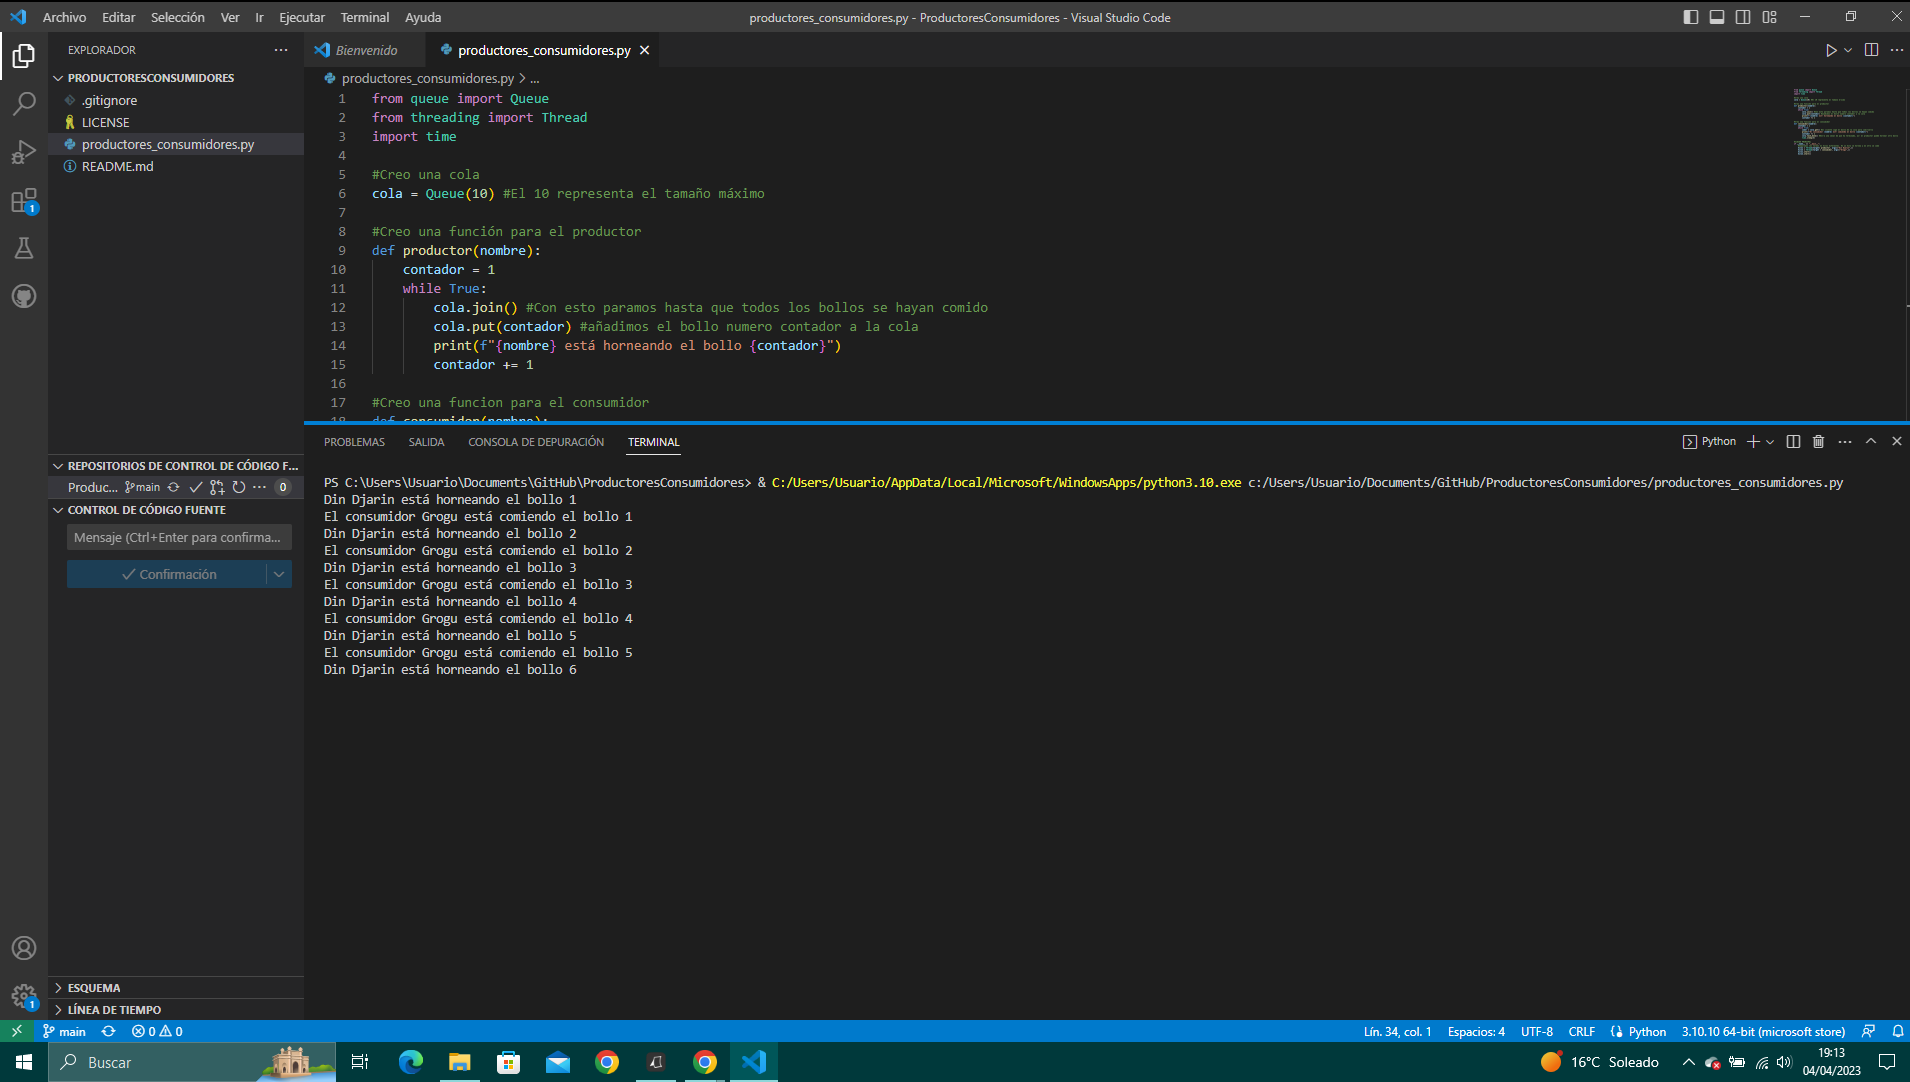 Archivo Editar Selección Ver Ir Ejecutar Terminal Ayuda
productores_consumidores.py - ProductoresConsumidores - Visual Studio Code
EXPLORADOR
PRODUCTORESCONSUMIDORES
.gitignore
LICENSE
productores_consumidores.py
README.md
REPOSITORIOS DE CONTROL DE CÓDIGO F...
Produc... main 0
CONTROL DE CÓDIGO FUENTE
Mensaje (Ctrl+Enter para confirma...
Confirmación
ESQUEMA
LÍNEA DE TIEMPO
1
1
Bienvenido
productores_consumidores.py
productores_consumidores.py > ...
1 from queue import Queue
2 from threading import Thread
3 import time
4
5 #Creo una cola
6 cola = Queue(10) #El 10 representa el tamaño máximo
7
8 #Creo una función para el productor
9 def productor(nombre):
10 contador = 1
11 while True:
12 cola.join() #Con esto paramos hasta que todos los bollos se hayan comido
13 cola.put(contador) #añadimos el bollo numero contador a la cola
14 print(f"{nombre} está horneando el bollo {contador}")
15 contador += 1
16
17 #Creo una funcion para el consumidor
18 def consumidor(nombre):
PROBLEMAS SALIDA CONSOLA DE DEPURACIÓN TERMINAL
Python
PS C:\Users\Usuario\Documents\GitHub\ProductoresConsumidores> & C:/Users/Usuario/AppData/Local/Microsoft/WindowsApps/python3.10.exe c:/Users/Usuario/Documents/GitHub/ProductoresConsumidores/productores_consumidores.py
Din Djarin está horneando el bollo 1
El consumidor Grogu está comiendo el bollo 1
Din Djarin está horneando el bollo 2
El consumidor Grogu está comiendo el bollo 2
Din Djarin está horneando el bollo 3
El consumidor Grogu está comiendo el bollo 3
Din Djarin está horneando el bollo 4
El consumidor Grogu está comiendo el bollo 4
Din Djarin está horneando el bollo 5
El consumidor Grogu está comiendo el bollo 5
Din Djarin está horneando el bollo 6
main 0 0
Lín. 34, col. 1 Espacios: 4 UTF-8 CRLF Python 3.10.10 64-bit (microsoft store)
Buscar
16°C Soleado
19:13
04/04/2023